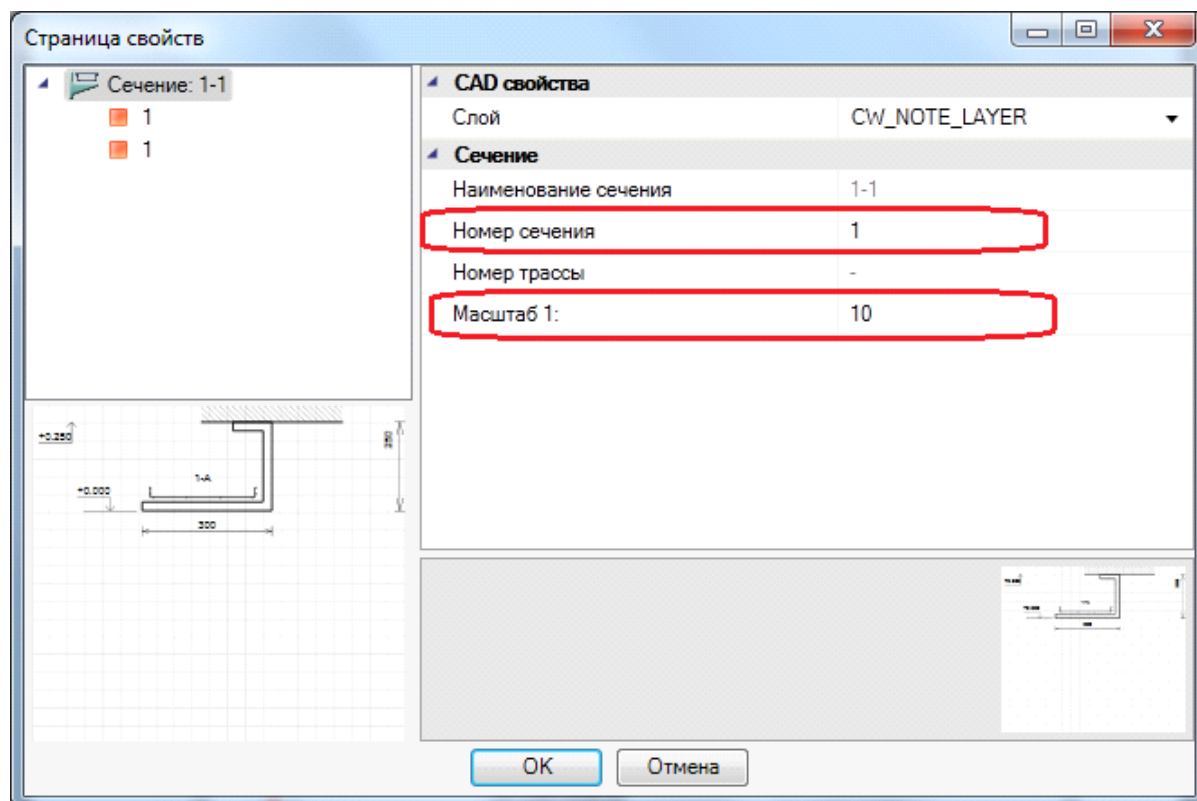 Страница свойств
Сечение: 1-1
1
1
CAD свойства
Слой CW_NOTE_LAYER
Сечение
Наименование сечения 1-1
Номер сечения 1
Номер трассы -
Масштаб 1: 10
+0.250
250
1-A
+0.000
300
OK Отмена